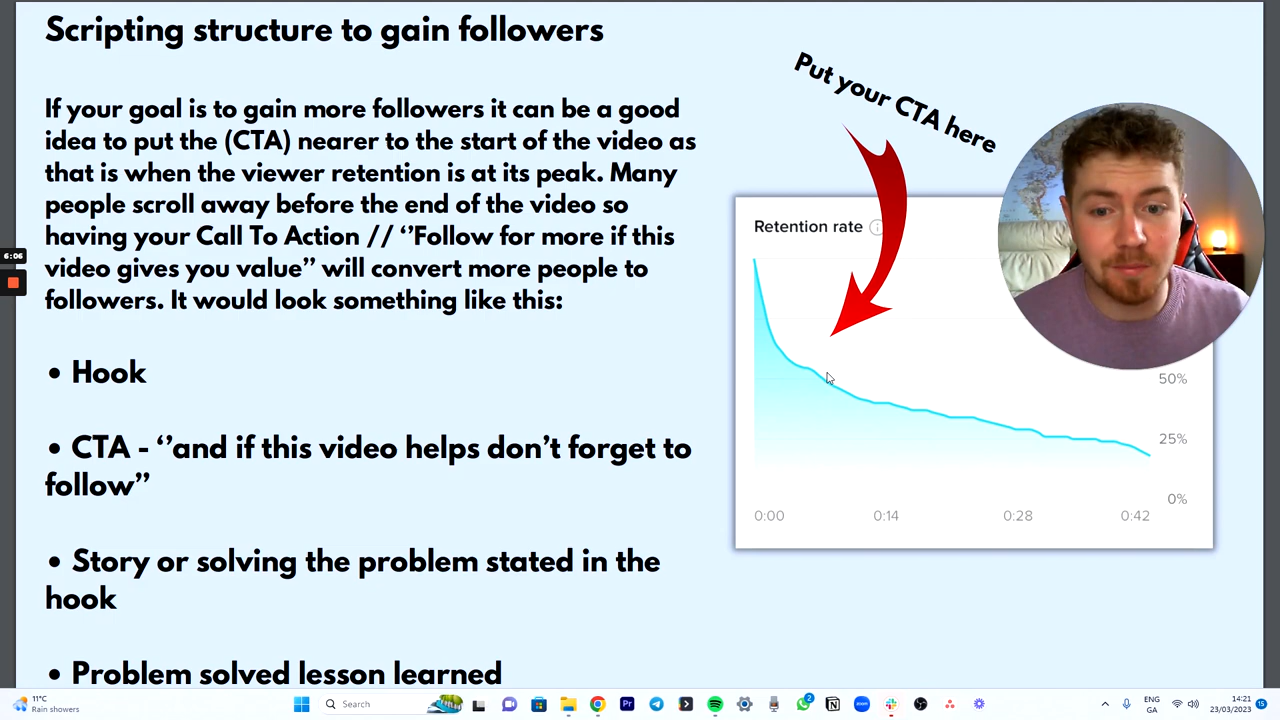 Scripting structure to gain followers
If your goal is to gain more followers it can be a good
idea to put the (CTA) nearer to the start of the video as
that is when the viewer retention is at its peak. Many
people scroll away before the end of the video so
having your Call To Action // ‘’Follow for more if this
video gives you value’’ will convert more people to
followers. It would look something like this:
• Hook
• CTA - ‘’and if this video helps don’t forget to
follow’’
• Story or solving the problem stated in the
hook
• Problem solved lesson learned
Put your CTA here
Retention rate
50%
25%
0%
0:00 0:14 0:28 0:42
6:06
11°C
Rain showers
Search
Pr
2
zoom
ENG
GA
14:21
23/03/2023
15